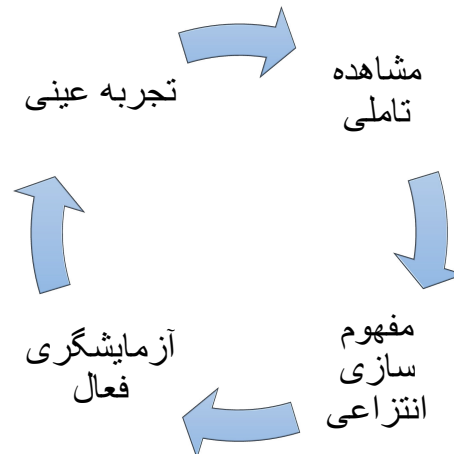 تجربه عینی
مشاهده
تاملی
مفهوم
سازی
انتزاعی
آزمایشگری
فعال